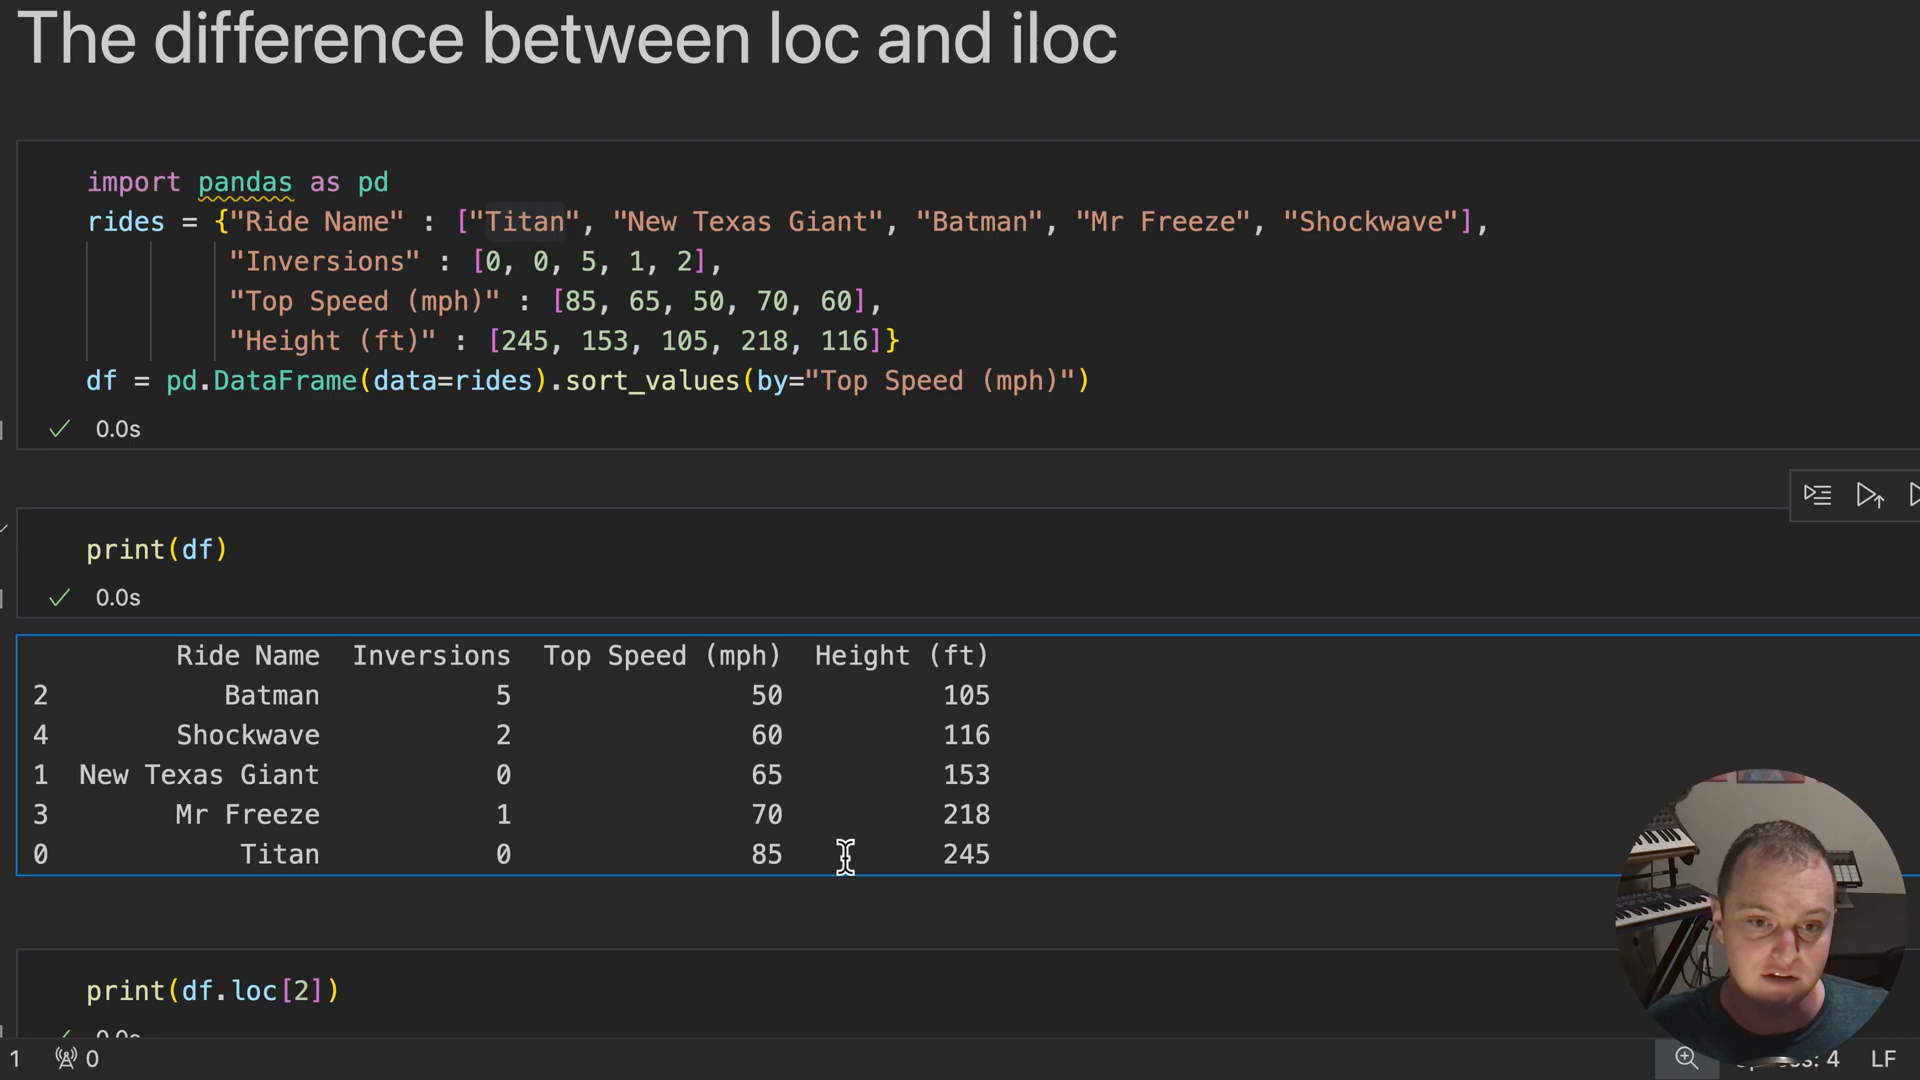 The difference between loc and iloc
import pandas as pd
rides = {"Ride Name" : ["Titan", "New Texas Giant", "Batman", "Mr Freeze", "Shockwave"],
"Inversions" : [0, 0, 5, 1, 2],
"Top Speed (mph)" : [85, 65, 50, 70, 60],
"Height (ft)" : [245, 153, 105, 218, 116]}
df = pd.DataFrame(data=rides).sort_values(by="Top Speed (mph)")
0.0s
print(df)
0.0s
Ride Name Inversions Top Speed (mph) Height (ft)
2 Batman 5 50 105
4 Shockwave 2 60 116
1 New Texas Giant 0 65 153
3 Mr Freeze 1 70 218
0 Titan 0 85 245
print(df.loc[2])
0.0s
1 0 4 LF